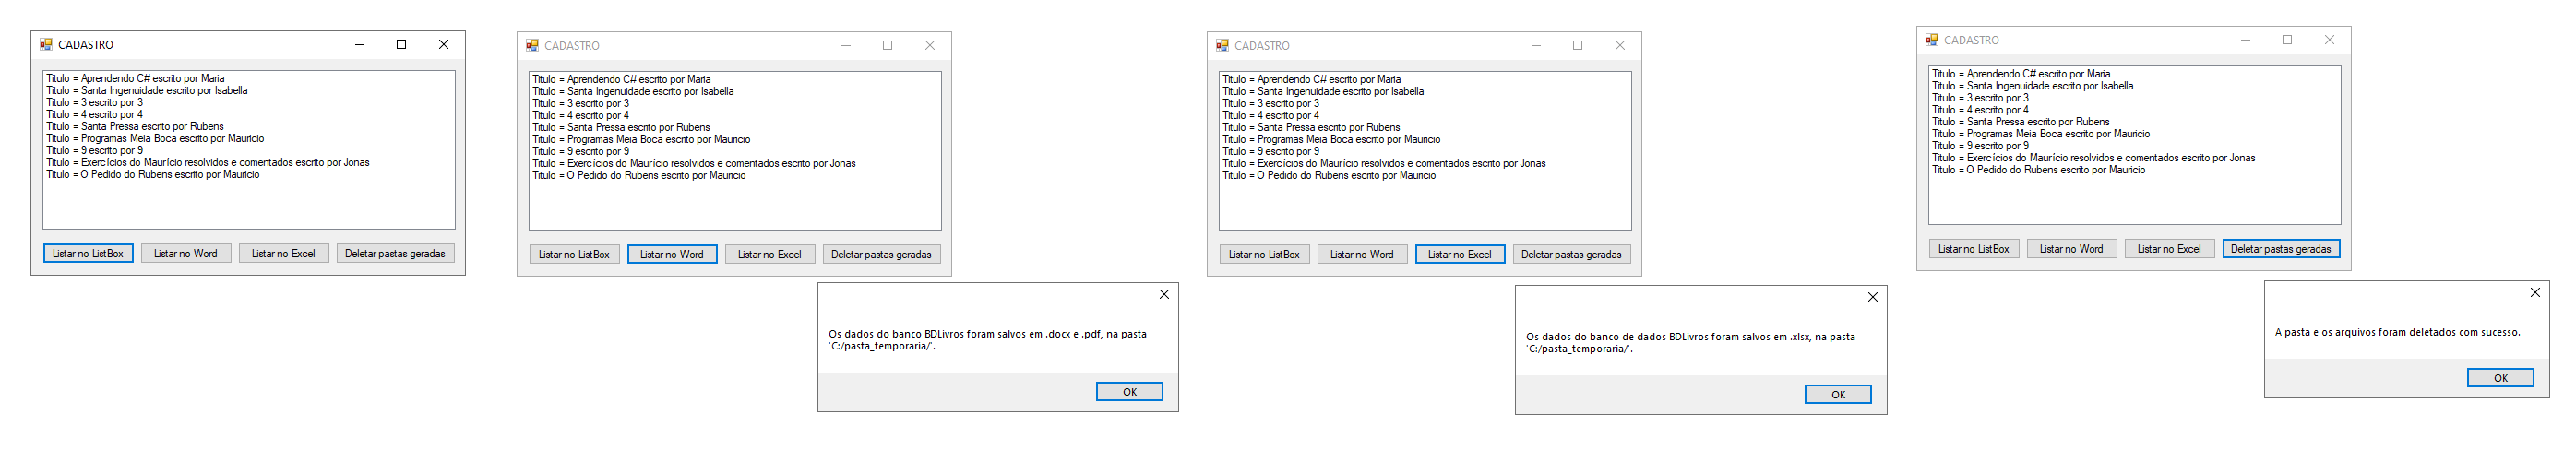 CADASTRO
Titulo = Aprendendo C# escrito por Maria
Titulo = Santa Ingenuidade escrito por Isabella
Titulo = 3 escrito por 3
Titulo = 4 escrito por 4
Titulo = Santa Pressa escrito por Rubens
Titulo = Programas Meia Boca escrito por Mauricio
Titulo = 9 escrito por 9
Titulo = Exercícios do Maurício resolvidos e comentados escrito por Jonas
Titulo = O Pedido do Rubens escrito por Mauricio
Listar no ListBox Listar no Word Listar no Excel Deletar pastas geradas
CADASTRO
Titulo = Aprendendo C# escrito por Maria
Titulo = Santa Ingenuidade escrito por Isabella
Titulo = 3 escrito por 3
Titulo = 4 escrito por 4
Titulo = Santa Pressa escrito por Rubens
Titulo = Programas Meia Boca escrito por Mauricio
Titulo = 9 escrito por 9
Titulo = Exercícios do Maurício resolvidos e comentados escrito por Jonas
Titulo = O Pedido do Rubens escrito por Mauricio
Listar no ListBox Listar no Word Listar no Excel Deletar pastas geradas
Os dados do banco BDLivros foram salvos em .docx e .pdf, na pasta
'C:/pasta_temporaria/'.
OK
CADASTRO
Titulo = Aprendendo C# escrito por Maria
Titulo = Santa Ingenuidade escrito por Isabella
Titulo = 3 escrito por 3
Titulo = 4 escrito por 4
Titulo = Santa Pressa escrito por Rubens
Titulo = Programas Meia Boca escrito por Mauricio
Titulo = 9 escrito por 9
Titulo = Exercícios do Maurício resolvidos e comentados escrito por Jonas
Titulo = O Pedido do Rubens escrito por Mauricio
Listar no ListBox Listar no Word Listar no Excel Deletar pastas geradas
Os dados do banco de dados BDLivros foram salvos em .xlsx, na pasta
'C:/pasta_temporaria/'.
OK
CADASTRO
Titulo = Aprendendo C# escrito por Maria
Titulo = Santa Ingenuidade escrito por Isabella
Titulo = 3 escrito por 3
Titulo = 4 escrito por 4
Titulo = Santa Pressa escrito por Rubens
Titulo = Programas Meia Boca escrito por Mauricio
Titulo = 9 escrito por 9
Titulo = Exercícios do Maurício resolvidos e comentados escrito por Jonas
Titulo = O Pedido do Rubens escrito por Mauricio
Listar no ListBox Listar no Word Listar no Excel Deletar pastas geradas
A pasta e os arquivos foram deletados com sucesso.
OK